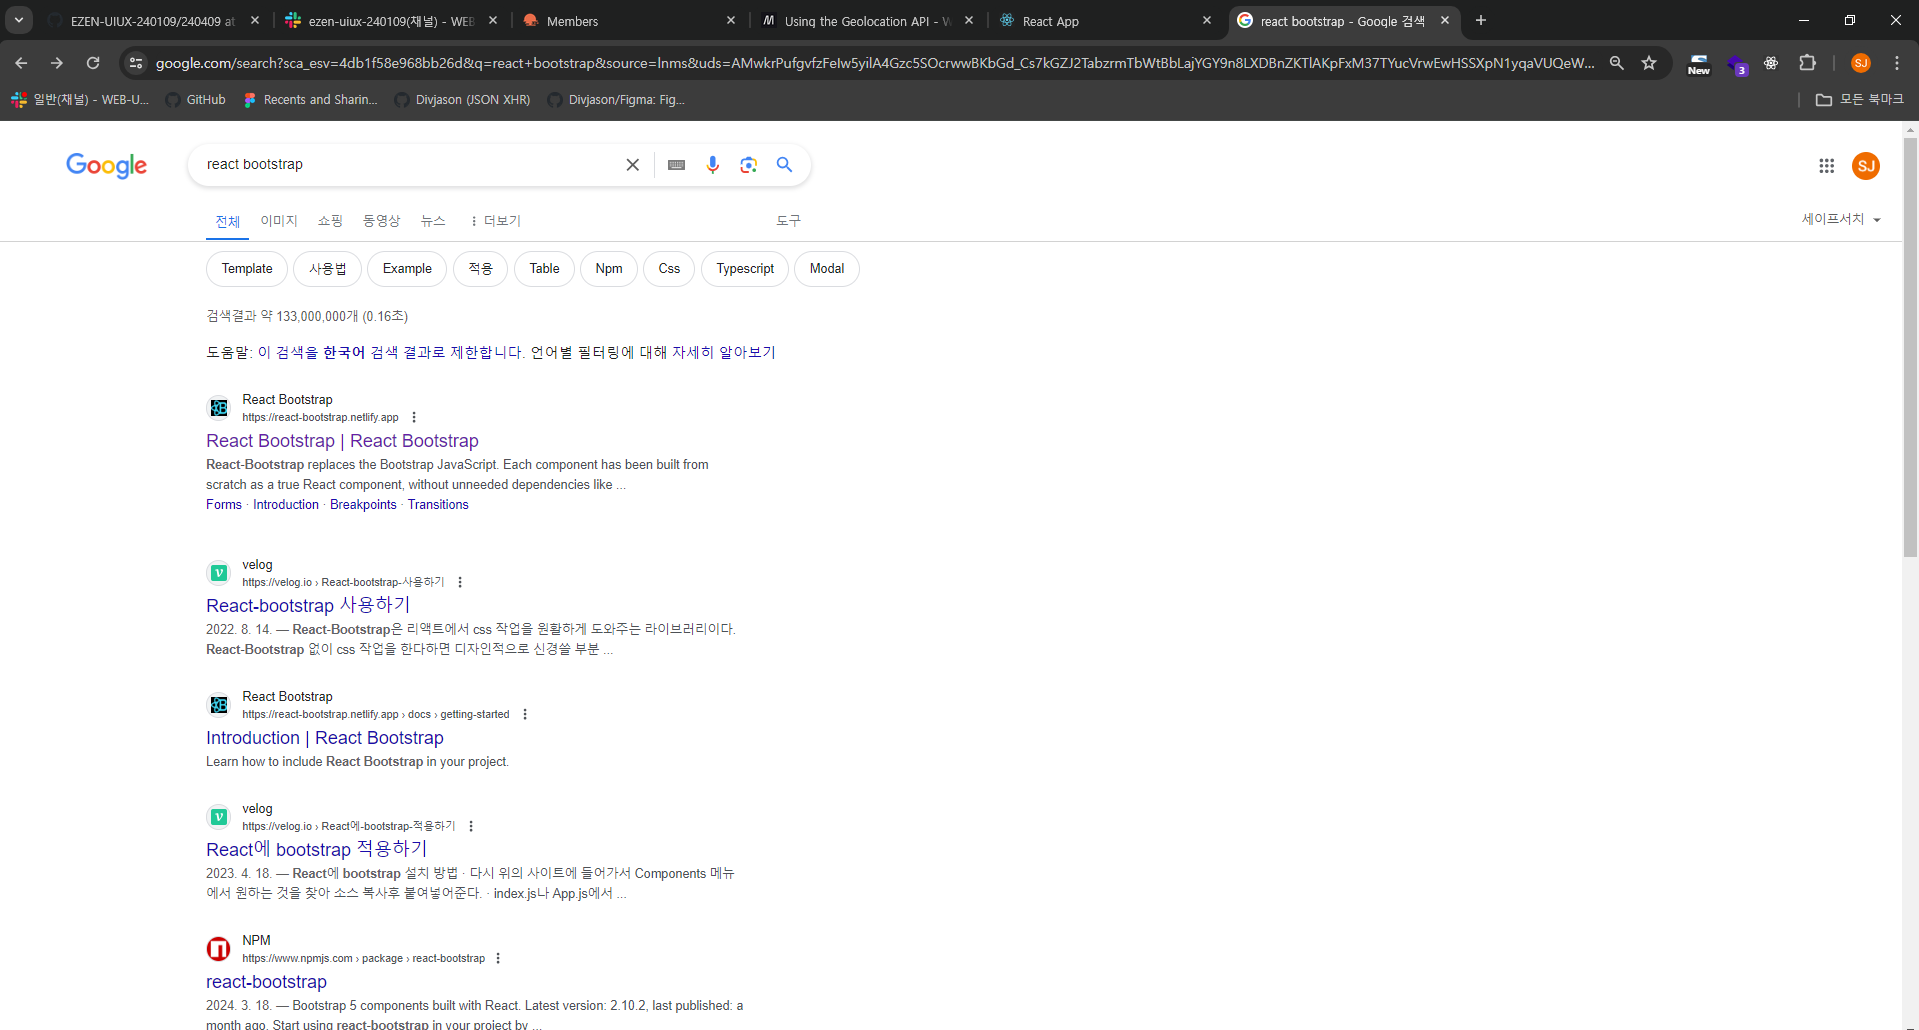 EZEN-UIUX-240109/240409 at
ezen-uiux-240109(채널) - WEB
Members
Using the Geolocation API - W
React App
react bootstrap - Google 검색
google.com/search?sca_esv=4db1f58e968bb26d&q=react+bootstrap&source=lnms&uds=AMwkrPufgvfzFeIw5yilA4Gzc5SOcrwwBKbGd_Cs7kGZJ2TabzrmTbWtBbLajYGY9n8LXDBnZKTlAKpFxM37TYucVrwEwHSSXpN1yqaVUQeW...
New
3
SJ
일반(채널) - WEB-U...
GitHub
Recents and Sharin...
Divjason (JSON XHR)
Divjason/Figma: Fig...
모든 북마크
Google
react bootstrap
SJ
전체
이미지
쇼핑
동영상
뉴스
더보기
도구
세이프서치
Template
사용법
Example
적용
Table
Npm
Css
Typescript
Modal
검색결과 약 133,000,000개 (0.16초)
도움말: 이 검색을 한국어 검색 결과로 제한합니다. 언어별 필터링에 대해 자세히 알아보기
React Bootstrap
https://react-bootstrap.netlify.app
React Bootstrap | React Bootstrap
React-Bootstrap replaces the Bootstrap JavaScript. Each component has been built from
scratch as a true React component, without unneeded dependencies like ...
Forms · Introduction · Breakpoints · Transitions
velog
https://velog.io › React-bootstrap-사용하기
React-bootstrap 사용하기
2022. 8. 14. — React-Bootstrap은 리액트에서 css 작업을 원활하게 도와주는 라이브러리이다.
React-Bootstrap 없이 css 작업을 한다하면 디자인적으로 신경쓸 부분 ...
React Bootstrap
https://react-bootstrap.netlify.app › docs › getting-started
Introduction | React Bootstrap
Learn how to include React Bootstrap in your project.
velog
https://velog.io › React에-bootstrap-적용하기
React에 bootstrap 적용하기
2023. 4. 18. — React에 bootstrap 설치 방법 · 다시 위의 사이트에 들어가서 Components 메뉴
에서 원하는 것을 찾아 소스 복사후 붙여넣어준다. · index.js나 App.js에서 ...
NPM
https://www.npmjs.com › package › react-bootstrap
react-bootstrap
2024. 3. 18. — Bootstrap 5 components built with React. Latest version: 2.10.2, last published: a
month ago. Start using react-bootstrap in your project by ...